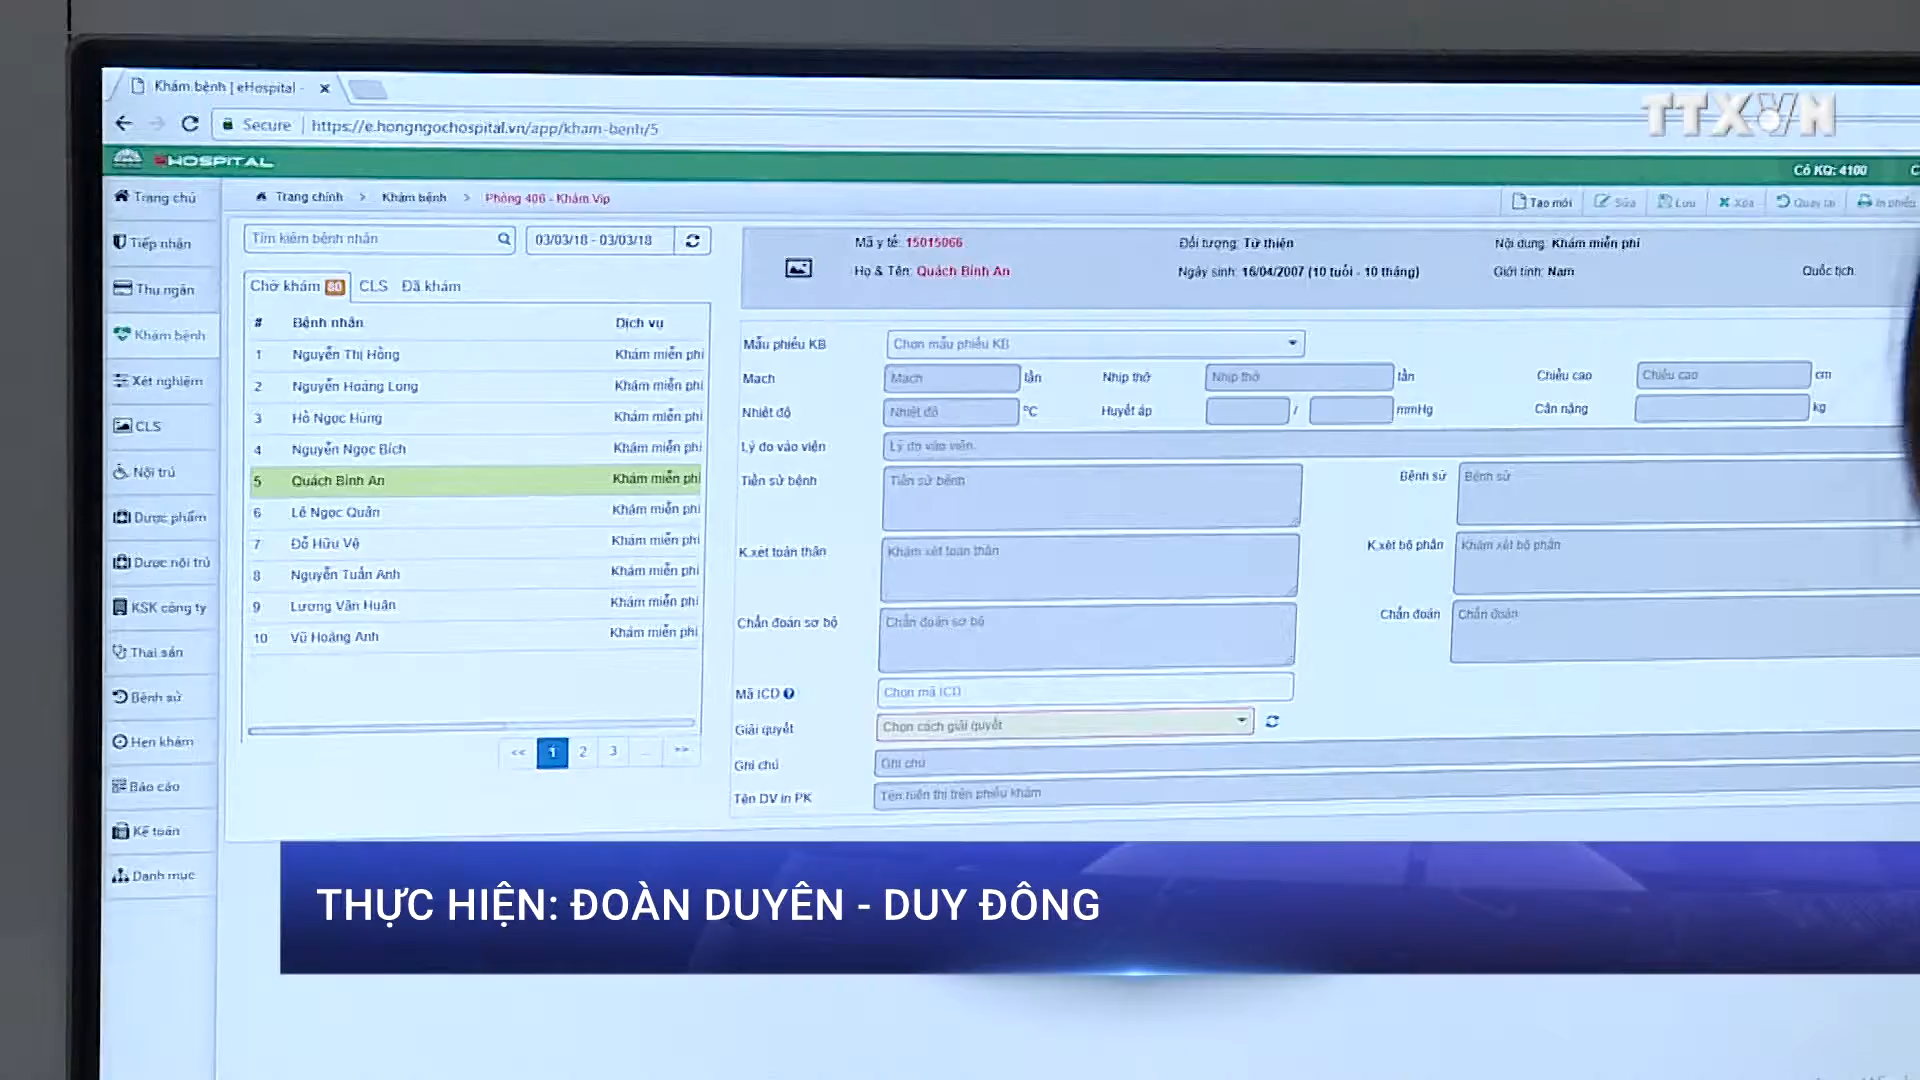 Khám bệnh | eHospital -
Secure
https://e.hongngochospital.vn/app/kham-benh/5
TTXVN
eHOSPITAL
Có KQ: 4100
Trang chủ
Tiếp nhận
Thu ngân
Khám bệnh
Xét nghiệm
CLS
Nội trú
Dược phẩm
Dược nội trú
KSK công ty
Thai sản
Bệnh sử
Hẹn khám
Báo cáo
Kế toán
Danh mục
Trang chính > Khám bệnh > Phòng 406 - Khám Vip
Tạo mới Sửa Lưu Xóa Quay lại In phiếu
Tìm kiếm bệnh nhân
03/03/18 - 03/03/18
Chờ khám 80 CLS Đã khám
# Bệnh nhân Dịch vụ
1 Nguyễn Thị Hồng Khám miễn phí
2 Nguyễn Hoàng Long Khám miễn phí
3 Hồ Ngọc Hùng Khám miễn phí
4 Nguyễn Ngọc Bích Khám miễn phí
5 Quách Bình An Khám miễn phí
6 Lê Ngọc Quân Khám miễn phí
7 Đỗ Hữu Vệ Khám miễn phí
8 Nguyễn Tuấn Anh Khám miễn phí
9 Lương Văn Huân Khám miễn phí
10 Vũ Hoàng Anh Khám miễn phí
<< 1 2 3 ... >>
Mã y tế: 15015066 Đối tượng: Từ thiện Nội dung: Khám miễn phí
Họ & Tên: Quách Bình An Ngày sinh: 16/04/2007 (10 tuổi - 10 tháng) Giới tính: Nam Quốc tịch
Mẫu phiếu KB Chọn mẫu phiếu KB
Mạch Mạch lần Nhịp thở Nhịp thở lần Chiều cao Chiều cao cm
Nhiệt độ Nhiệt độ °C Huyết áp / mmHg Cân nặng kg
Lý do vào viện Lý do vào viện
Tiền sử bệnh Tiền sử bệnh Bệnh sử Bệnh sử
K.xét toàn thân Khám xét toàn thân K.xét bộ phận Khám xét bộ phận
Chẩn đoán sơ bộ Chẩn đoán sơ bộ Chẩn đoán Chẩn đoán
Mã ICD Chọn mã ICD
Giải quyết Chọn cách giải quyết
Ghi chú Ghi chú
Tên DV in PK Tên hiển thị trên phiếu khám
THỰC HIỆN: ĐOÀN DUYÊN - DUY ĐÔNG